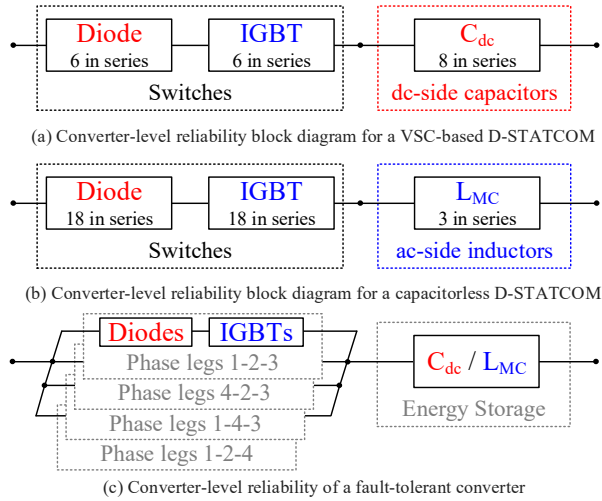 Diode
6 in series
IGBT
6 in series
C_dc
8 in series
Switches
dc-side capacitors
(a) Converter-level reliability block diagram for a VSC-based D-STATCOM
Diode
18 in series
IGBT
18 in series
L_MC
3 in series
Switches
ac-side inductors
(b) Converter-level reliability block diagram for a capacitorless D-STATCOM
Diodes
IGBTs
Phase legs 1-2-3
Phase legs 4-2-3
Phase legs 1-4-3
Phase legs 1-2-4
C_dc / L_MC
Energy Storage
(c) Converter-level reliability of a fault-tolerant converter